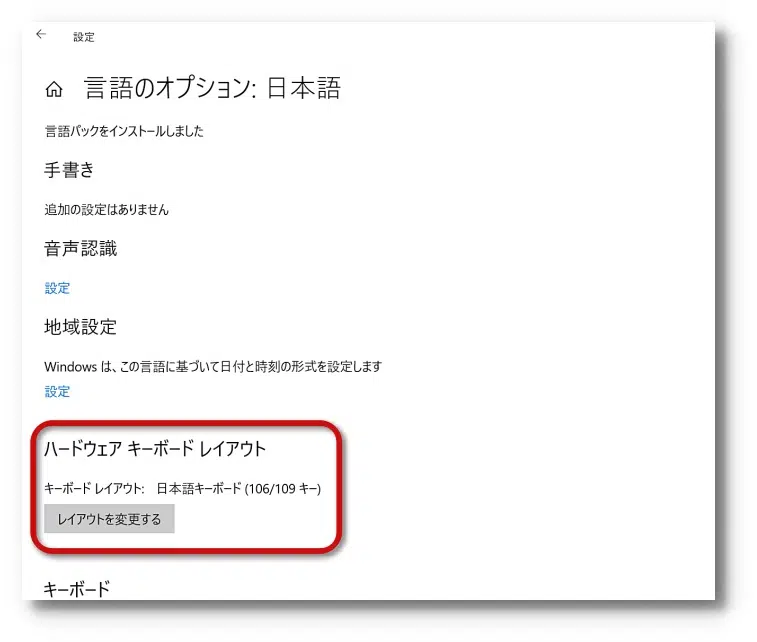 設定
言語のオプション: 日本語
言語パックをインストールしました
手書き
追加の設定はありません
音声認識
設定
地域設定
Windows は、この言語に基づいて日付と時刻の形式を設定します
設定
ハードウェア キーボード レイアウト
キーボード レイアウト: 日本語キーボード (106/109 キー)
レイアウトを変更する
キーボード